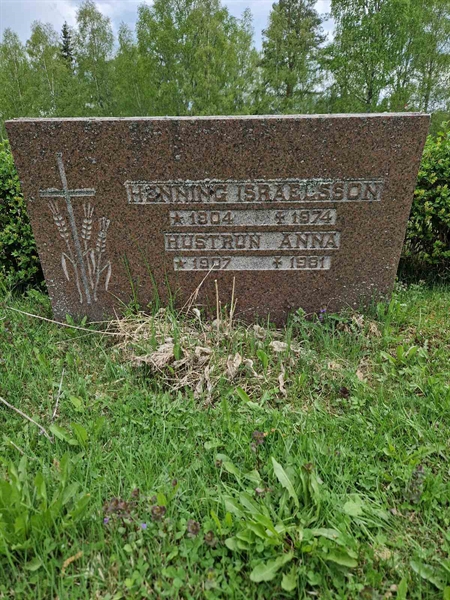 HENNING ISRAELSSON
* 1904 + 1974
HUSTRUN ANNA
* 1907 + 1981